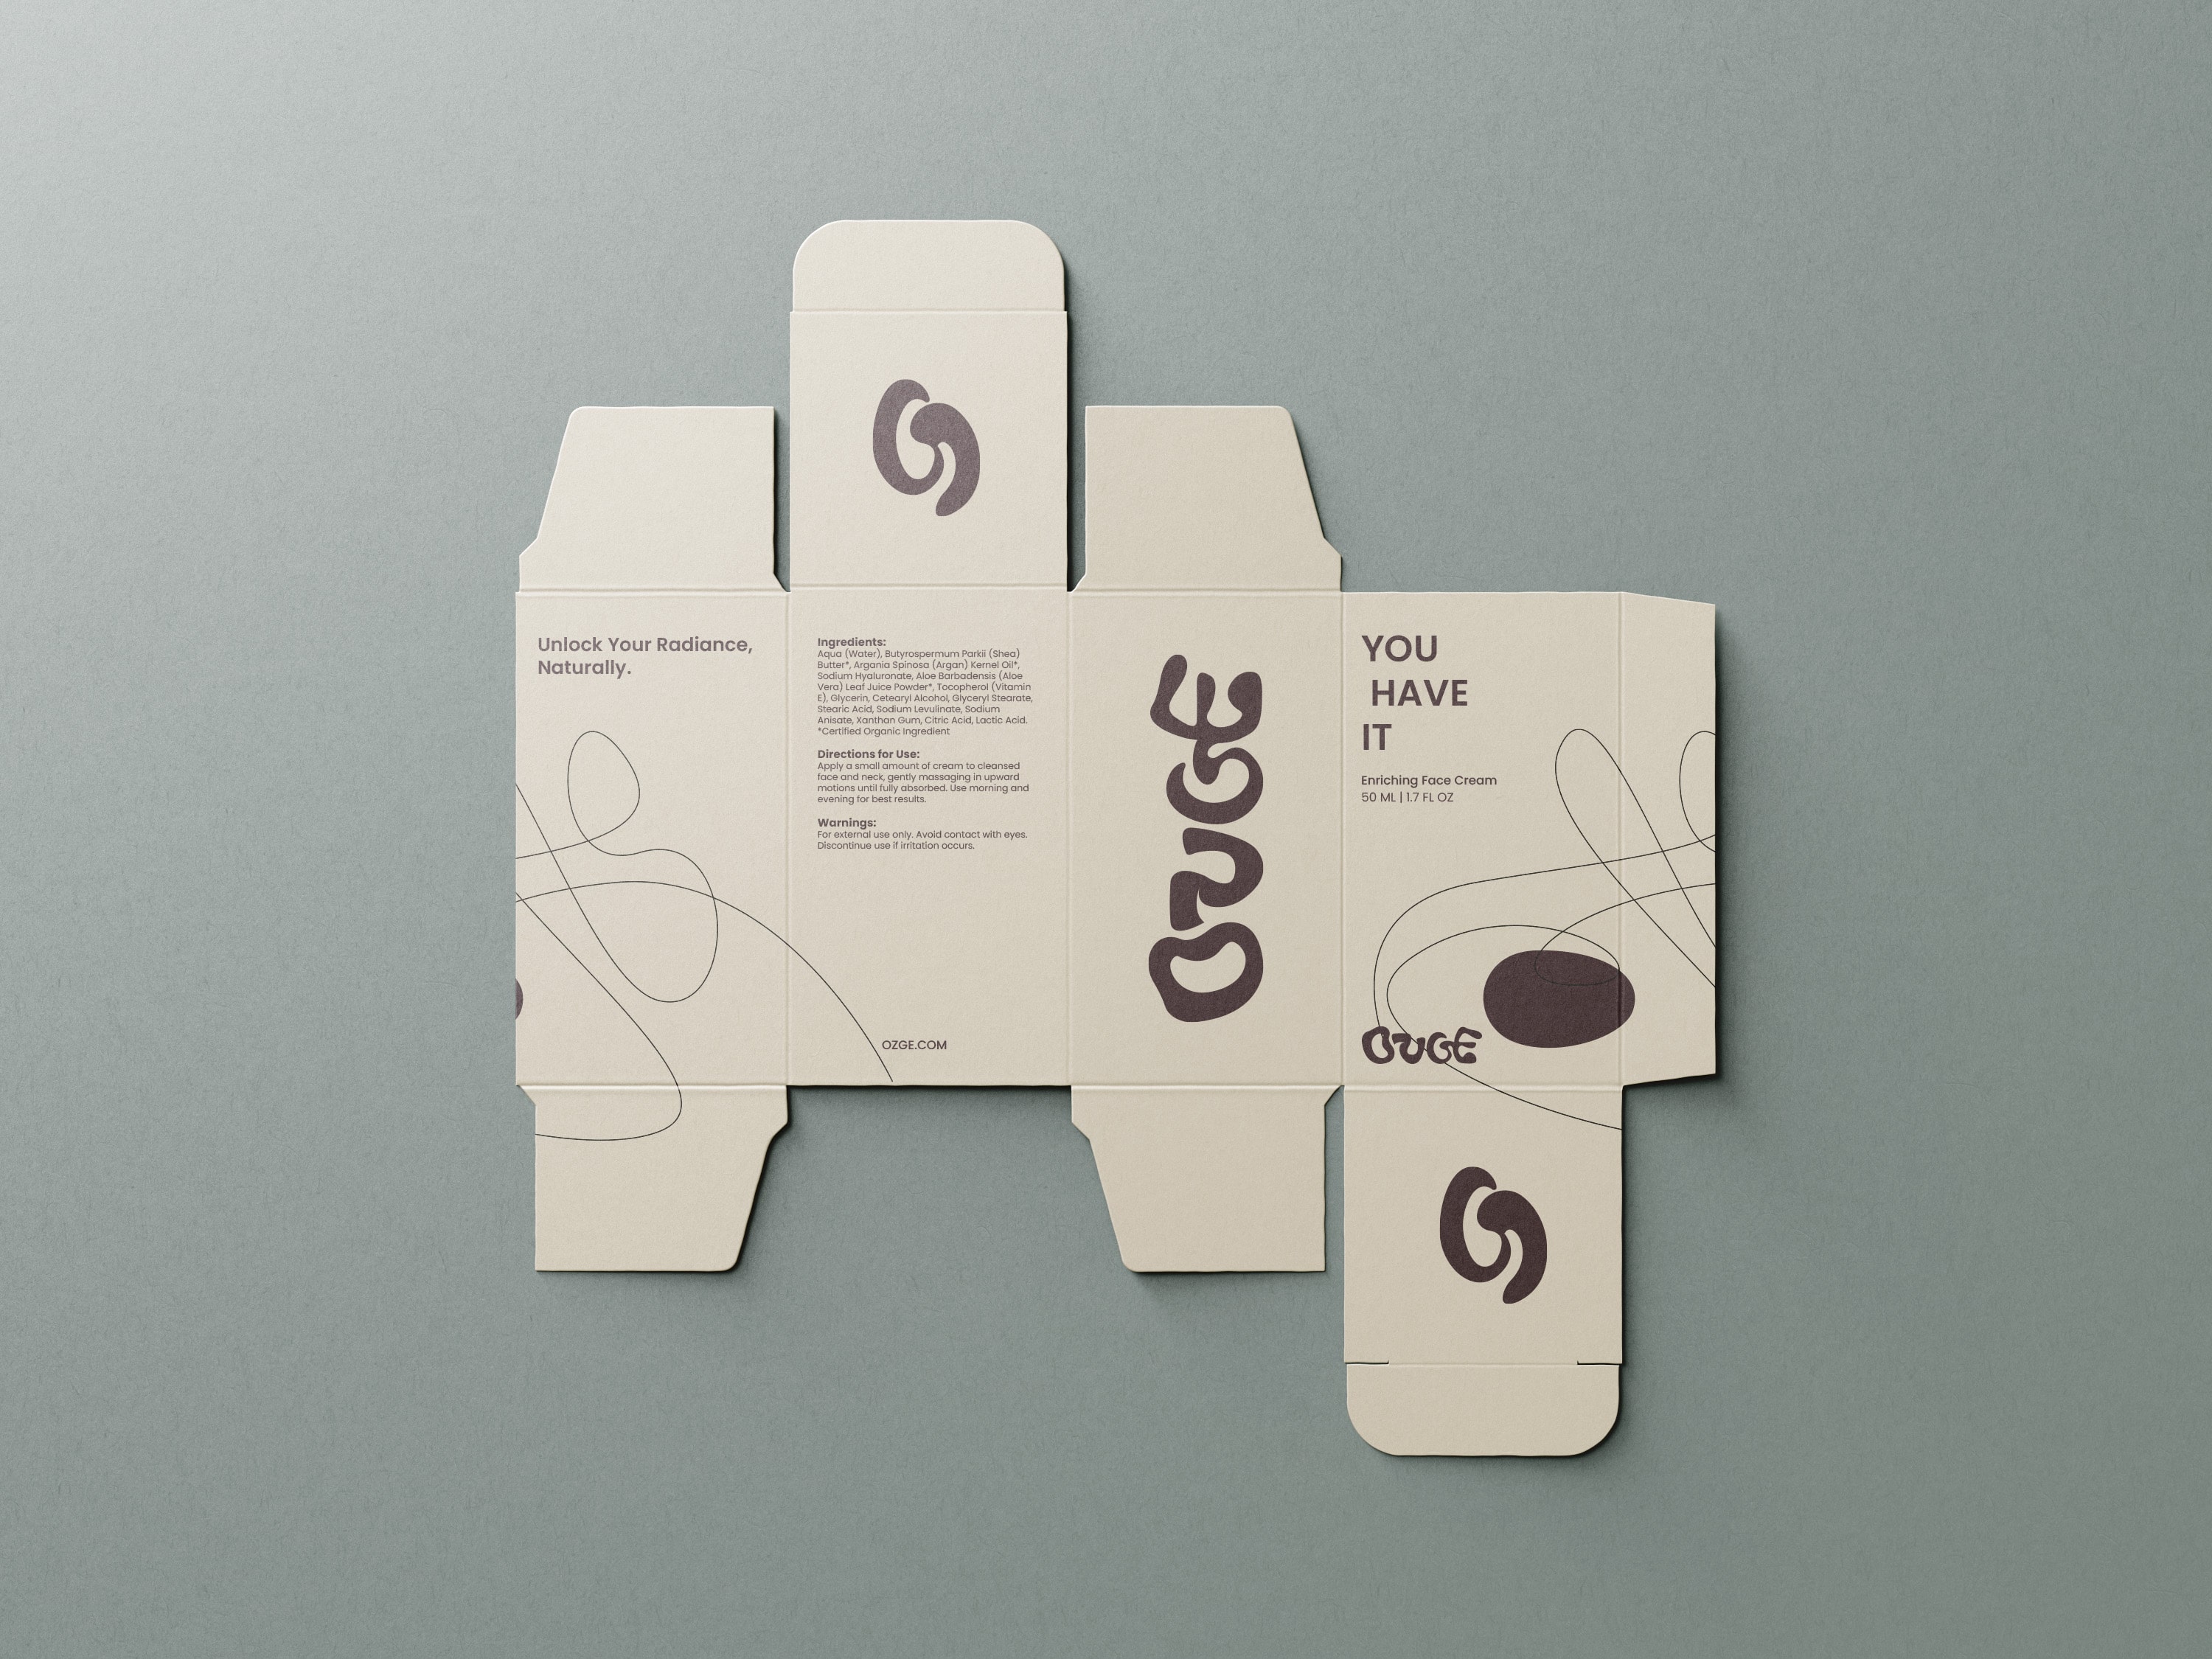 Unlock Your Radiance,
Naturally.
Ingredients:
Aqua (Water), Butyrospermum Parkii (Shea)
Butter*, Argania Spinosa (Argan) Kernel Oil*,
Sodium Hyaluronate, Aloe Barbadensis (Aloe
Vera) Leaf Juice Powder*, Tocopherol (Vitamin
E), Glycerin, Cetearyl Alcohol, Glyceryl Stearate,
Stearic Acid, Sodium Levulinate, Sodium
Anisate, Xanthan Gum, Citric Acid, Lactic Acid.
*Certified Organic Ingredient
Directions for Use:
Apply a small amount of cream to cleansed
face and neck, gently massaging in upward
motions until fully absorbed. Use morning and
evening for best results.
Warnings:
For external use only. Avoid contact with eyes.
Discontinue use if irritation occurs.
OZGE.COM
OZGE
YOU
HAVE
IT
Enriching Face Cream
50 ML | 1.7 FL OZ
OZGE